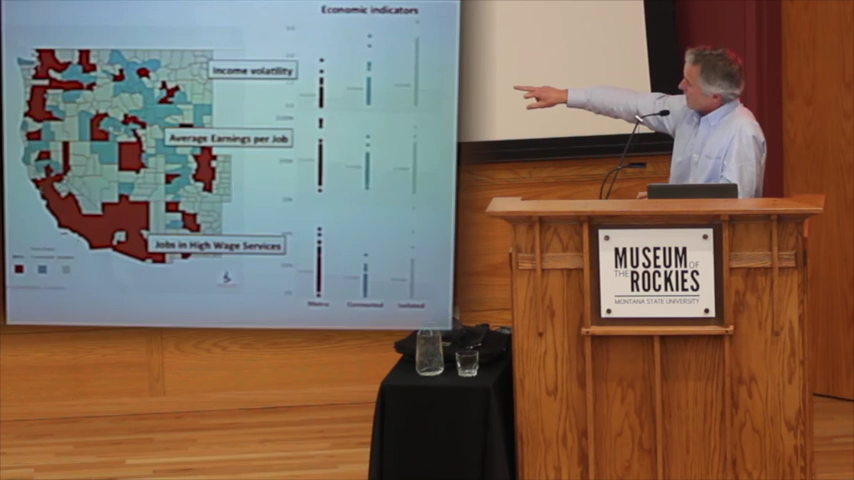 Economic indicators
Income volatility
Average Earnings per Job
Jobs in High Wage Services
Metro Connected Isolated
MUSEUM OF
THE ROCKIES
MONTANA STATE UNIVERSITY